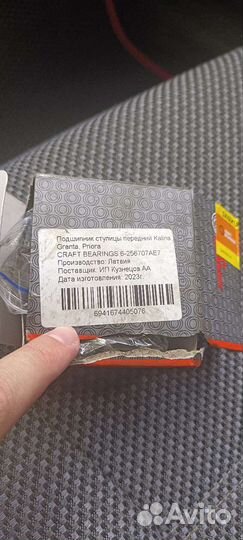 Подшипник ступицы передний Kalina,
Granta, Priora
CRAFT BEARINGS 6-256707AE7
Производство: Латвия
Поставщик: ИП Кузнецов АА
Дата изготовления: 2023г.
5941674405076
Avito